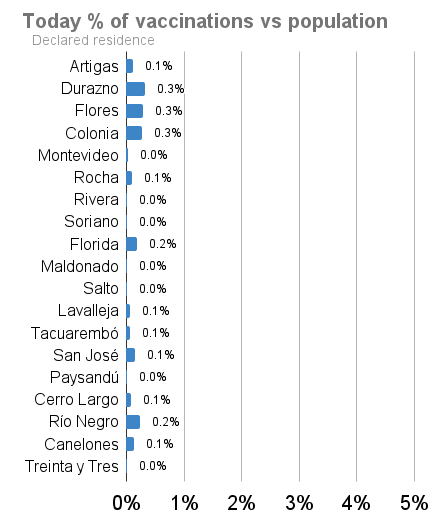 Today % of vaccinations vs population
Declared residence
Artigas 0.1%
Durazno 0.3%
Flores 0.3%
Colonia 0.3%
Montevideo 0.0%
Rocha 0.1%
Rivera 0.0%
Soriano 0.0%
Florida 0.2%
Maldonado 0.0%
Salto 0.0%
Lavalleja 0.1%
Tacuarembó 0.1%
San José 0.1%
Paysandú 0.0%
Cerro Largo 0.1%
Río Negro 0.2%
Canelones 0.1%
Treinta y Tres 0.0%
0% 1% 2% 3% 4% 5%